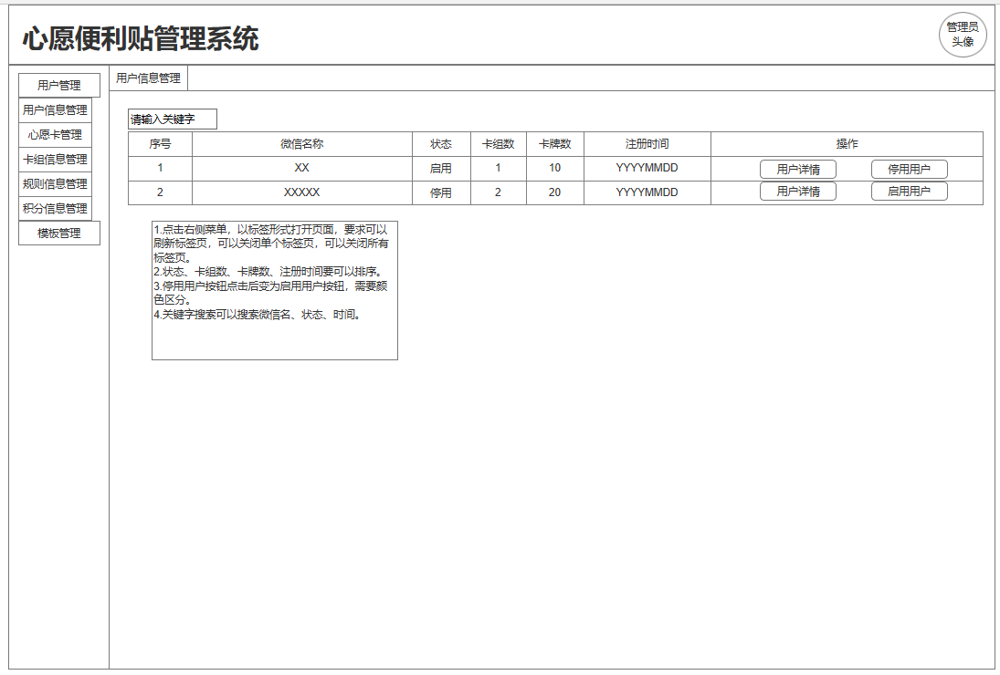 心愿便利贴管理系统
管理员
头像
用户管理
用户信息管理
心愿卡管理
卡组信息管理
规则信息管理
积分信息管理
模板管理
用户信息管理
请输入关键字
序号 微信名称 状态 卡组数 卡牌数 注册时间 操作
1 XX 启用 1 10 YYYYMMDD 用户详情 停用用户
2 XXXXX 停用 2 20 YYYYMMDD 用户详情 启用用户
1.点击右侧菜单，以标签形式打开页面，要求可以
刷新标签页，可以关闭单个标签页，可以关闭所有
标签页。
2.状态、卡组数、卡牌数、注册时间要可以排序。
3.停用用户按钮点击后变为启用用户按钮，需要颜
色区分。
4.关键字搜索可以搜索微信名、状态、时间。